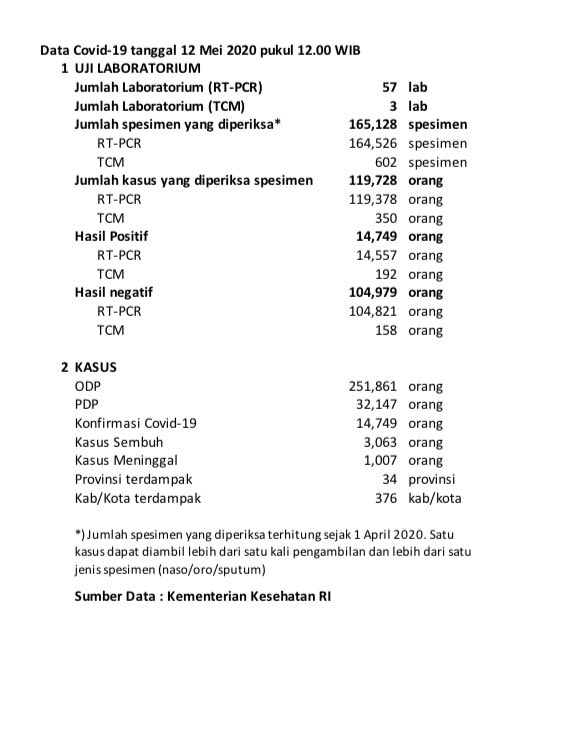 Data Covid-19 tanggal 12 Mei 2020 pukul 12.00 WIB
1 UJI LABORATORIUM
Jumlah Laboratorium (RT-PCR) 57 lab
Jumlah Laboratorium (TCM) 3 lab
Jumlah spesimen yang diperiksa*) 165,128 spesimen
RT-PCR 164,526 spesimen
TCM 602 spesimen
Jumlah kasus yang diperiksa spesimen 119,728 orang
RT-PCR 119,378 orang
TCM 350 orang
Hasil Positif 14,749 orang
RT-PCR 14,557 orang
TCM 192 orang
Hasil negatif 104,979 orang
RT-PCR 104,821 orang
TCM 158 orang
2 KASUS
ODP 251,861 orang
PDP 32,147 orang
Konfirmasi Covid-19 14,749 orang
Kasus Sembuh 3,063 orang
Kasus Meninggal 1,007 orang
Provinsi terdampak 34 provinsi
Kab/Kota terdampak 376 kab/kota
*) Jumlah spesimen yang diperiksa terhitung sejak 1 April 2020. Satu
kasus dapat diambil lebih dari satu kali pengambilan dan lebih dari satu
jenis spesimen (naso/oro/sputum)
Sumber Data : Kementerian Kesehatan RI